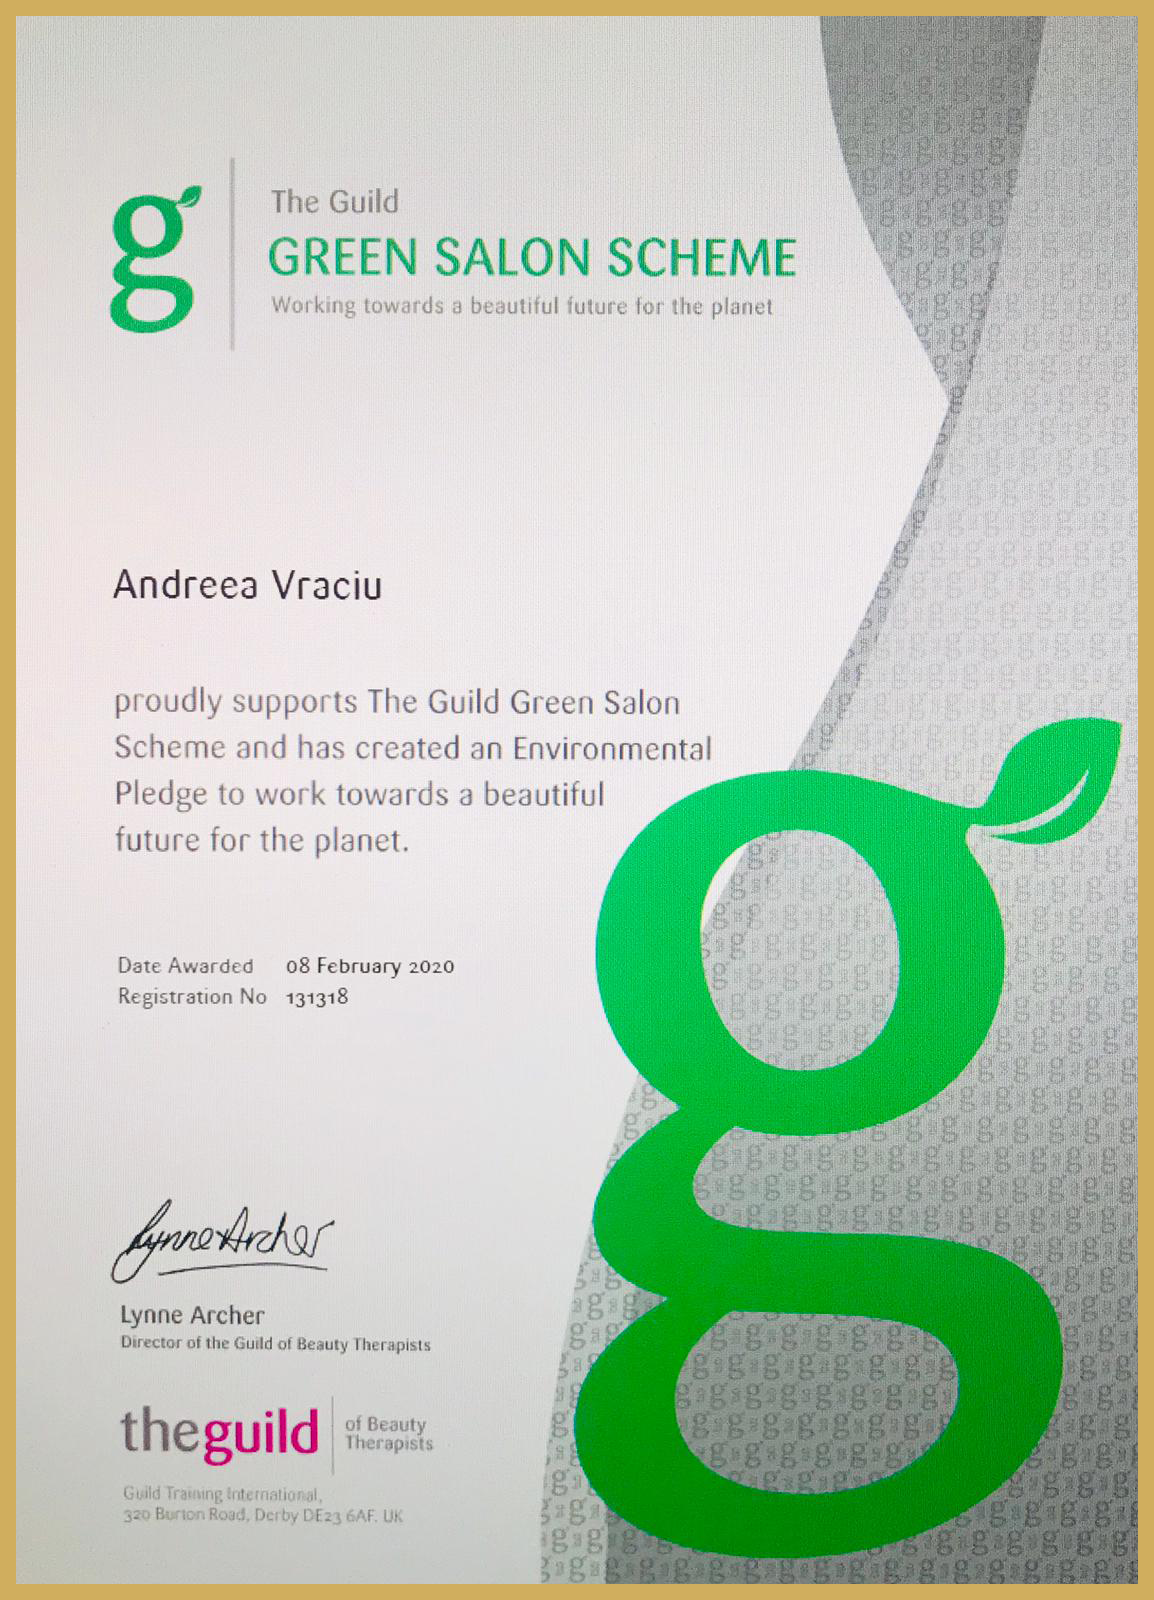 g
The Guild
GREEN SALON SCHEME
Working towards a beautiful future for the planet
Andreea Vraciu
proudly supports The Guild Green Salon
Scheme and has created an Environmental
Pledge to work towards a beautiful
future for the planet.
Date Awarded 08 February 2020
Registration No 131318
Lynne Archer
Lynne Archer
Director of the Guild of Beauty Therapists
theguild of Beauty
Therapists
Guild Training International,
320 Burton Road, Derby DE23 6AF. UK
g